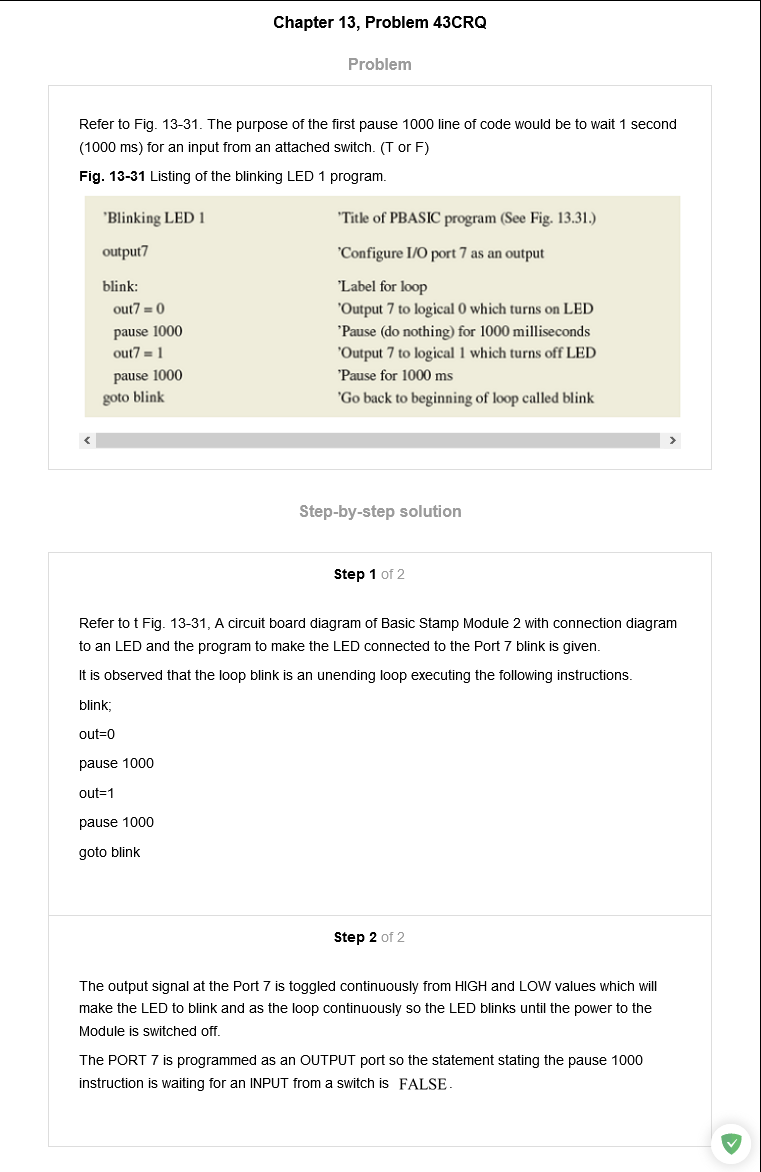 Chapter 13, Problem 43CRQ
Problem
Refer to Fig. 13-31. The purpose of the first pause 1000 line of code would be to wait 1 second
(1000 ms) for an input from an attached switch. (T or F)
Fig. 13-31 Listing of the blinking LED 1 program.
'Blinking LED 1 'Title of PBASIC program (See Fig. 13.31.)
output7 'Configure I/O port 7 as an output
blink: 'Label for loop
out7 = 0 'Output 7 to logical 0 which turns on LED
pause 1000 'Pause (do nothing) for 1000 milliseconds
out7 = 1 'Output 7 to logical 1 which turns off LED
pause 1000 'Pause for 1000 ms
goto blink 'Go back to beginning of loop called blink
Step-by-step solution
Step 1 of 2
Refer to t Fig. 13-31, A circuit board diagram of Basic Stamp Module 2 with connection diagram
to an LED and the program to make the LED connected to the Port 7 blink is given.
It is observed that the loop blink is an unending loop executing the following instructions.
blink;
out=0
pause 1000
out=1
pause 1000
goto blink
Step 2 of 2
The output signal at the Port 7 is toggled continuously from HIGH and LOW values which will
make the LED to blink and as the loop continuously so the LED blinks until the power to the
Module is switched off.
The PORT 7 is programmed as an OUTPUT port so the statement stating the pause 1000
instruction is waiting for an INPUT from a switch is FALSE.